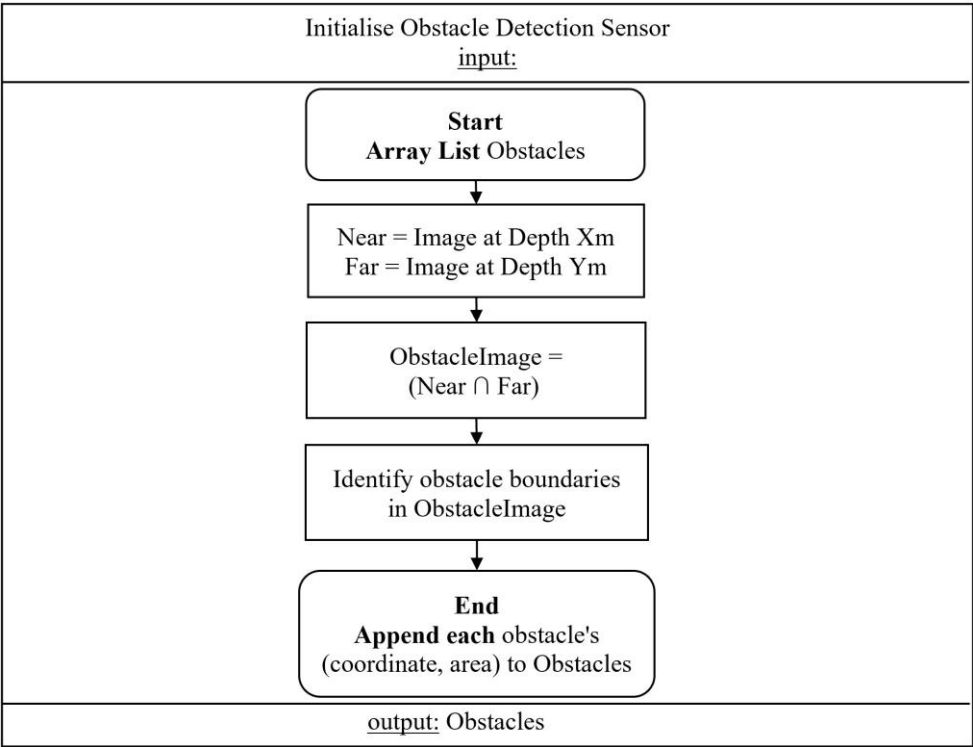 Initialise Obstacle Detection Sensor
input:
Start
Array List Obstacles
Near = Image at Depth Xm
Far = Image at Depth Ym
ObstacleImage =
(Near ∩ Far)
Identify obstacle boundaries
in ObstacleImage
End
Append each obstacle's
(coordinate, area) to Obstacles
output: Obstacles